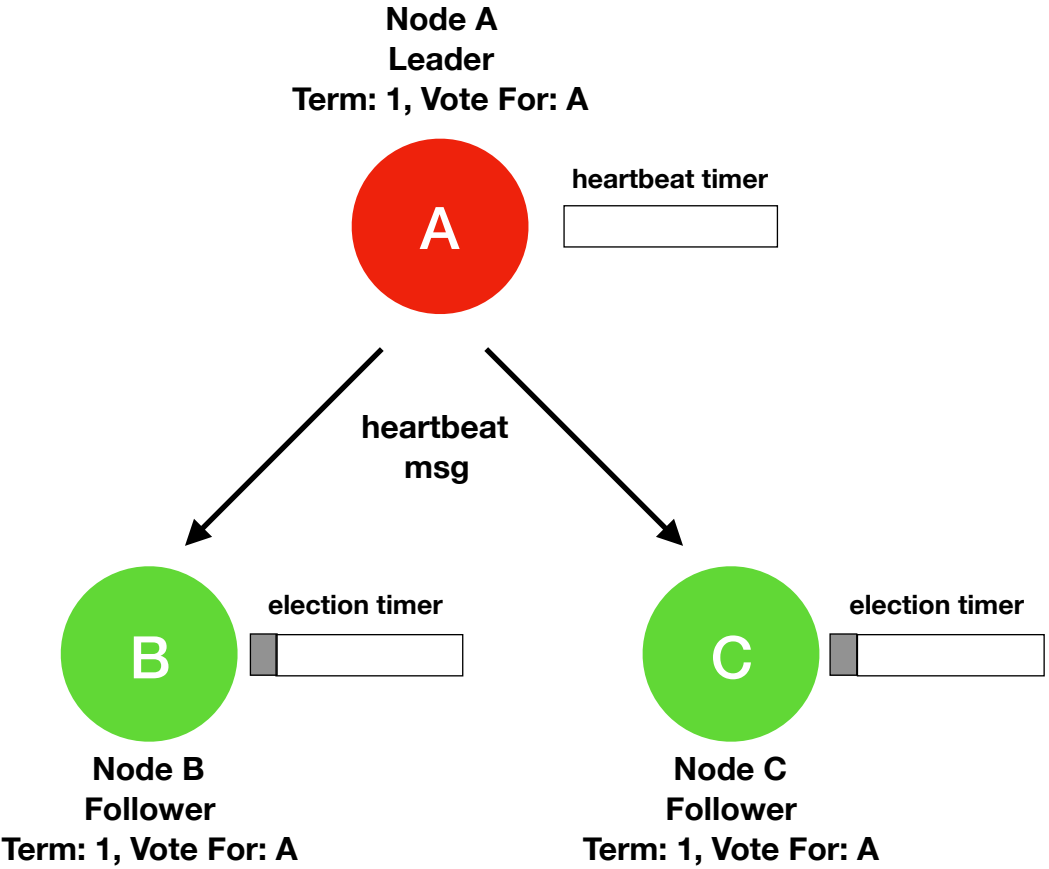 Node A
Leader
Term: 1, Vote For: A
A
heartbeat timer
heartbeat
msg
B
election timer
C
election timer
Node B
Follower
Term: 1, Vote For: A
Node C
Follower
Term: 1, Vote For: A